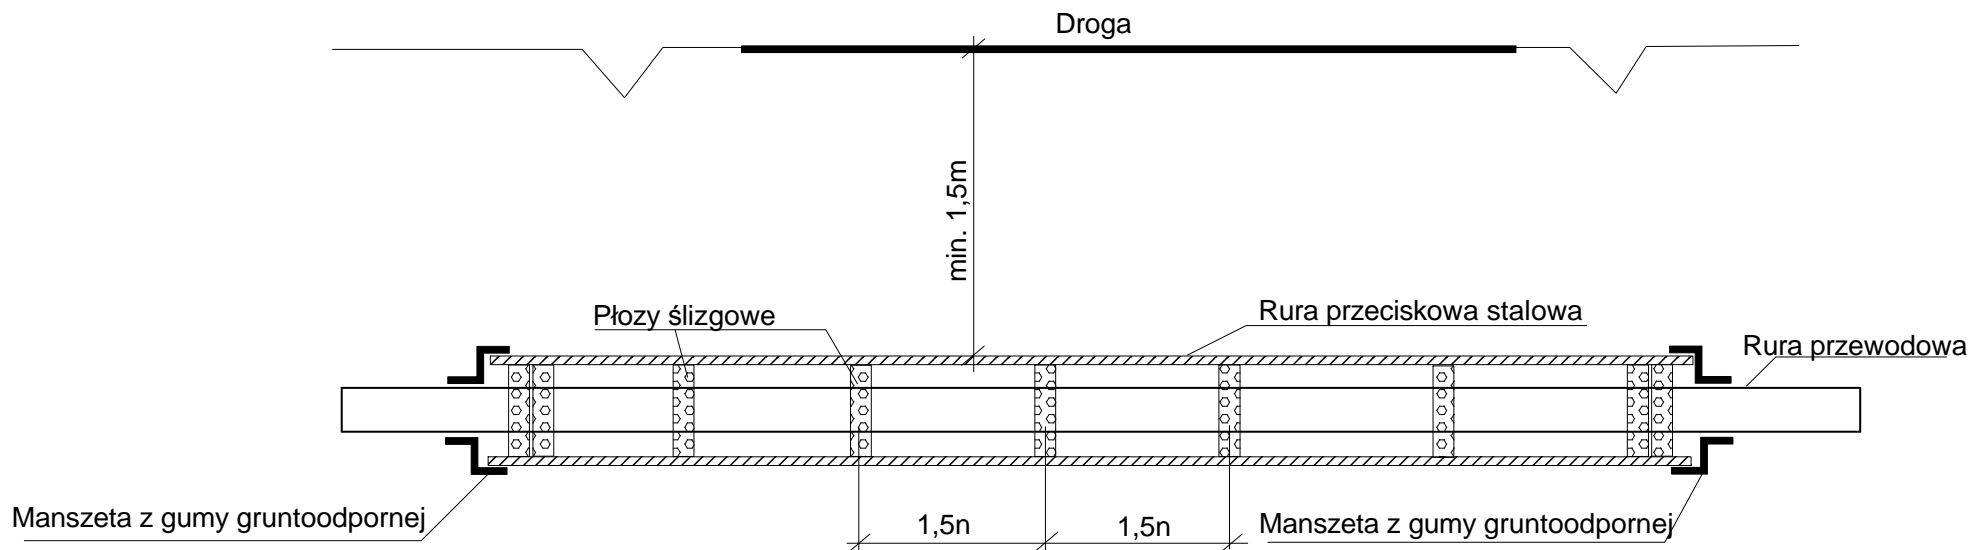 Droga
min. 1,5m
Płozy ślizgowe
Rura przeciskowa stalowa
Rura przewodowa
Manszeta z gumy gruntoodpornej
1,5n
1,5n
Manszeta z gumy gruntoodpornej